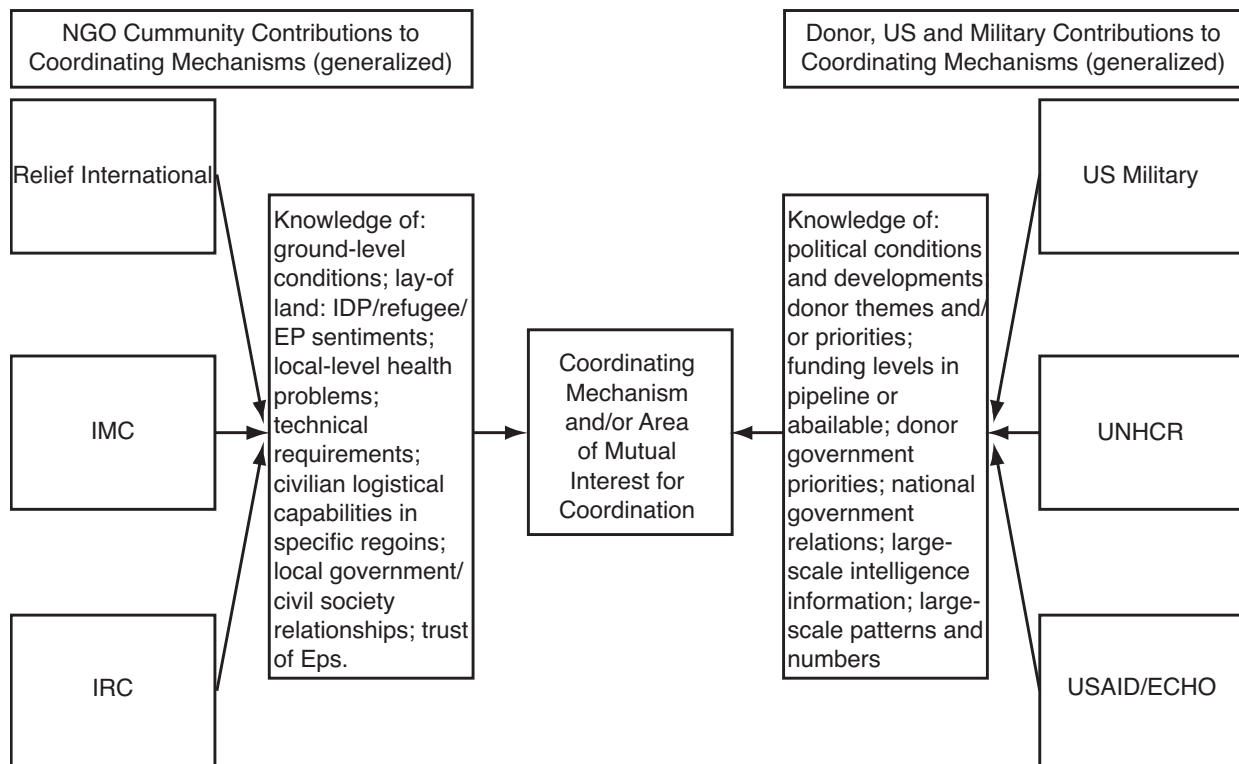 NGO Cummunity Contributions to
Coordinating Mechanisms (generalized)
Donor, US and Military Contributions to
Coordinating Mechanisms (generalized)
Relief International
IMC
IRC
Knowledge of:
ground-level
conditions; lay-of
land: IDP/refugee/
EP sentiments;
local-level health
problems;
technical
requirements;
civilian logistical
capabilities in
specific regoins;
local government/
civil society
relationships; trust
of Eps.
Coordinating
Mechanism
and/or Area
of Mutual
Interest for
Coordination
Knowledge of:
political conditions
and developments
donor themes and/
or priorities;
funding levels in
pipeline or
abailable; donor
government
priorities; national
government
relations; large-
scale intelligence
information; large-
scale patterns and
numbers
US Military
UNHCR
USAID/ECHO